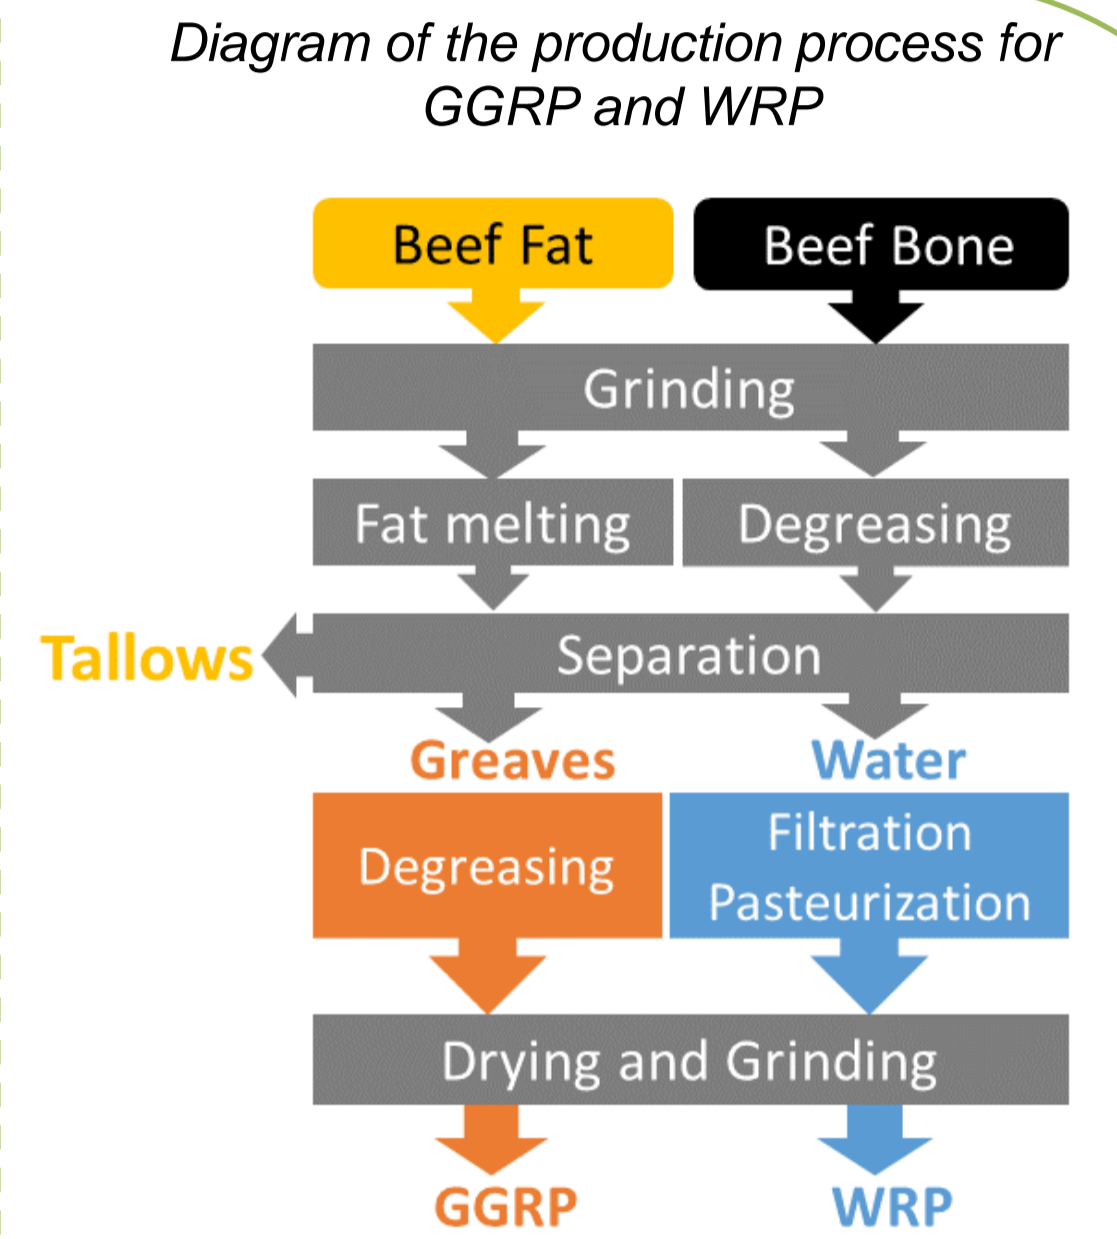 Diagram of the production process for
GGRP and WRP
Beef Fat
Beef Bone
Grinding
Fat melting
Degreasing
Tallows
Separation
Greaves
Water
Degreasing
Filtration
Pasteurization
Drying and Grinding
GGRP
WRP